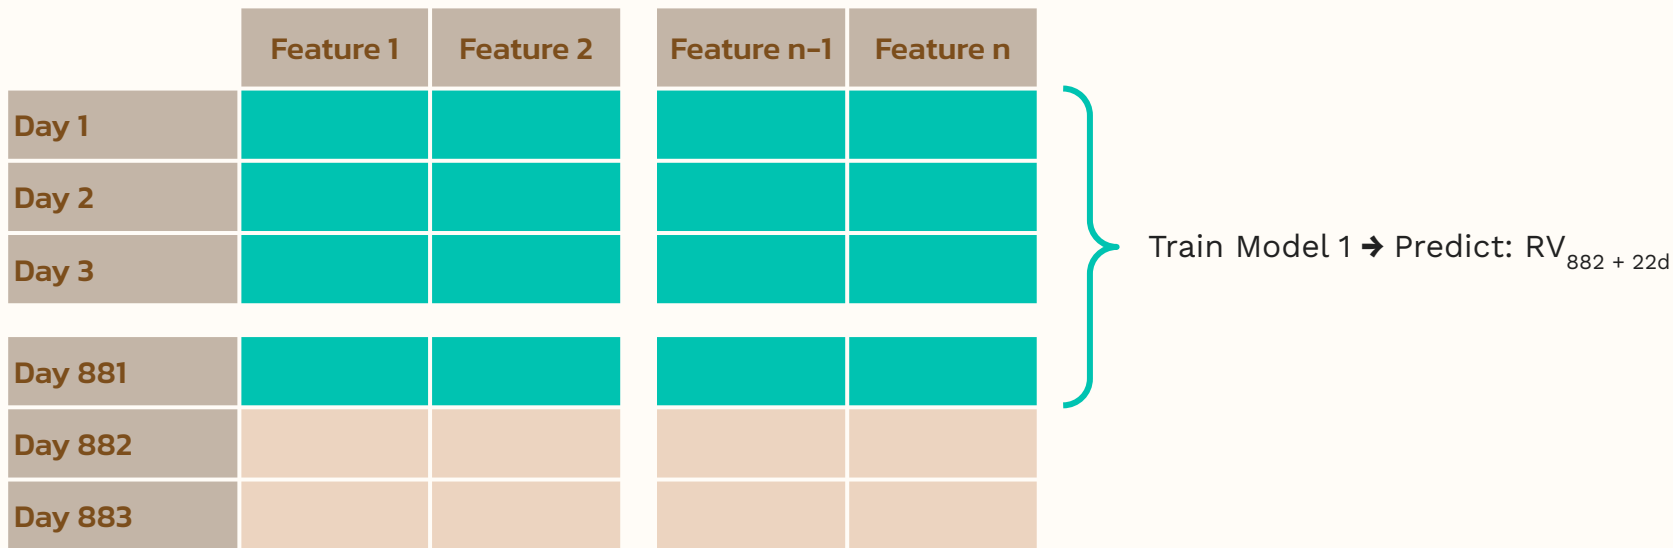 Feature 1 Feature 2 Feature n-1 Feature n
Day 1
Day 2
Day 3
Train Model 1 → Predict: RV882 + 22d
Day 881
Day 882
Day 883